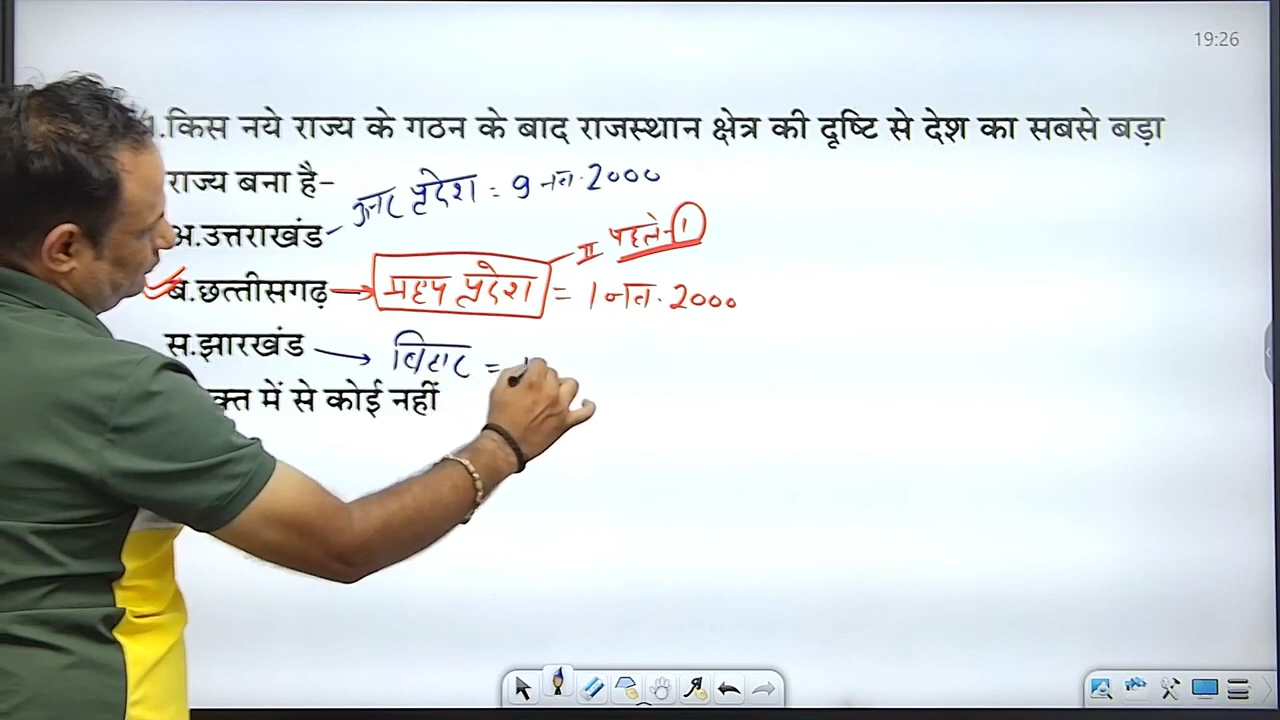 19:26
1.किस नये राज्य के गठन के बाद राजस्थान क्षेत्र की दृष्टि से देश का सबसे बड़ा
राज्य बना है-
उत्तर प्रदेश = 9 नव. 2000
अ.उत्तराखंड
II पहले-1
ब.छत्तीसगढ़ → मध्य प्रदेश = 1 नव. 2000
स.झारखंड → बिहार =
क्त में से कोई नहीं